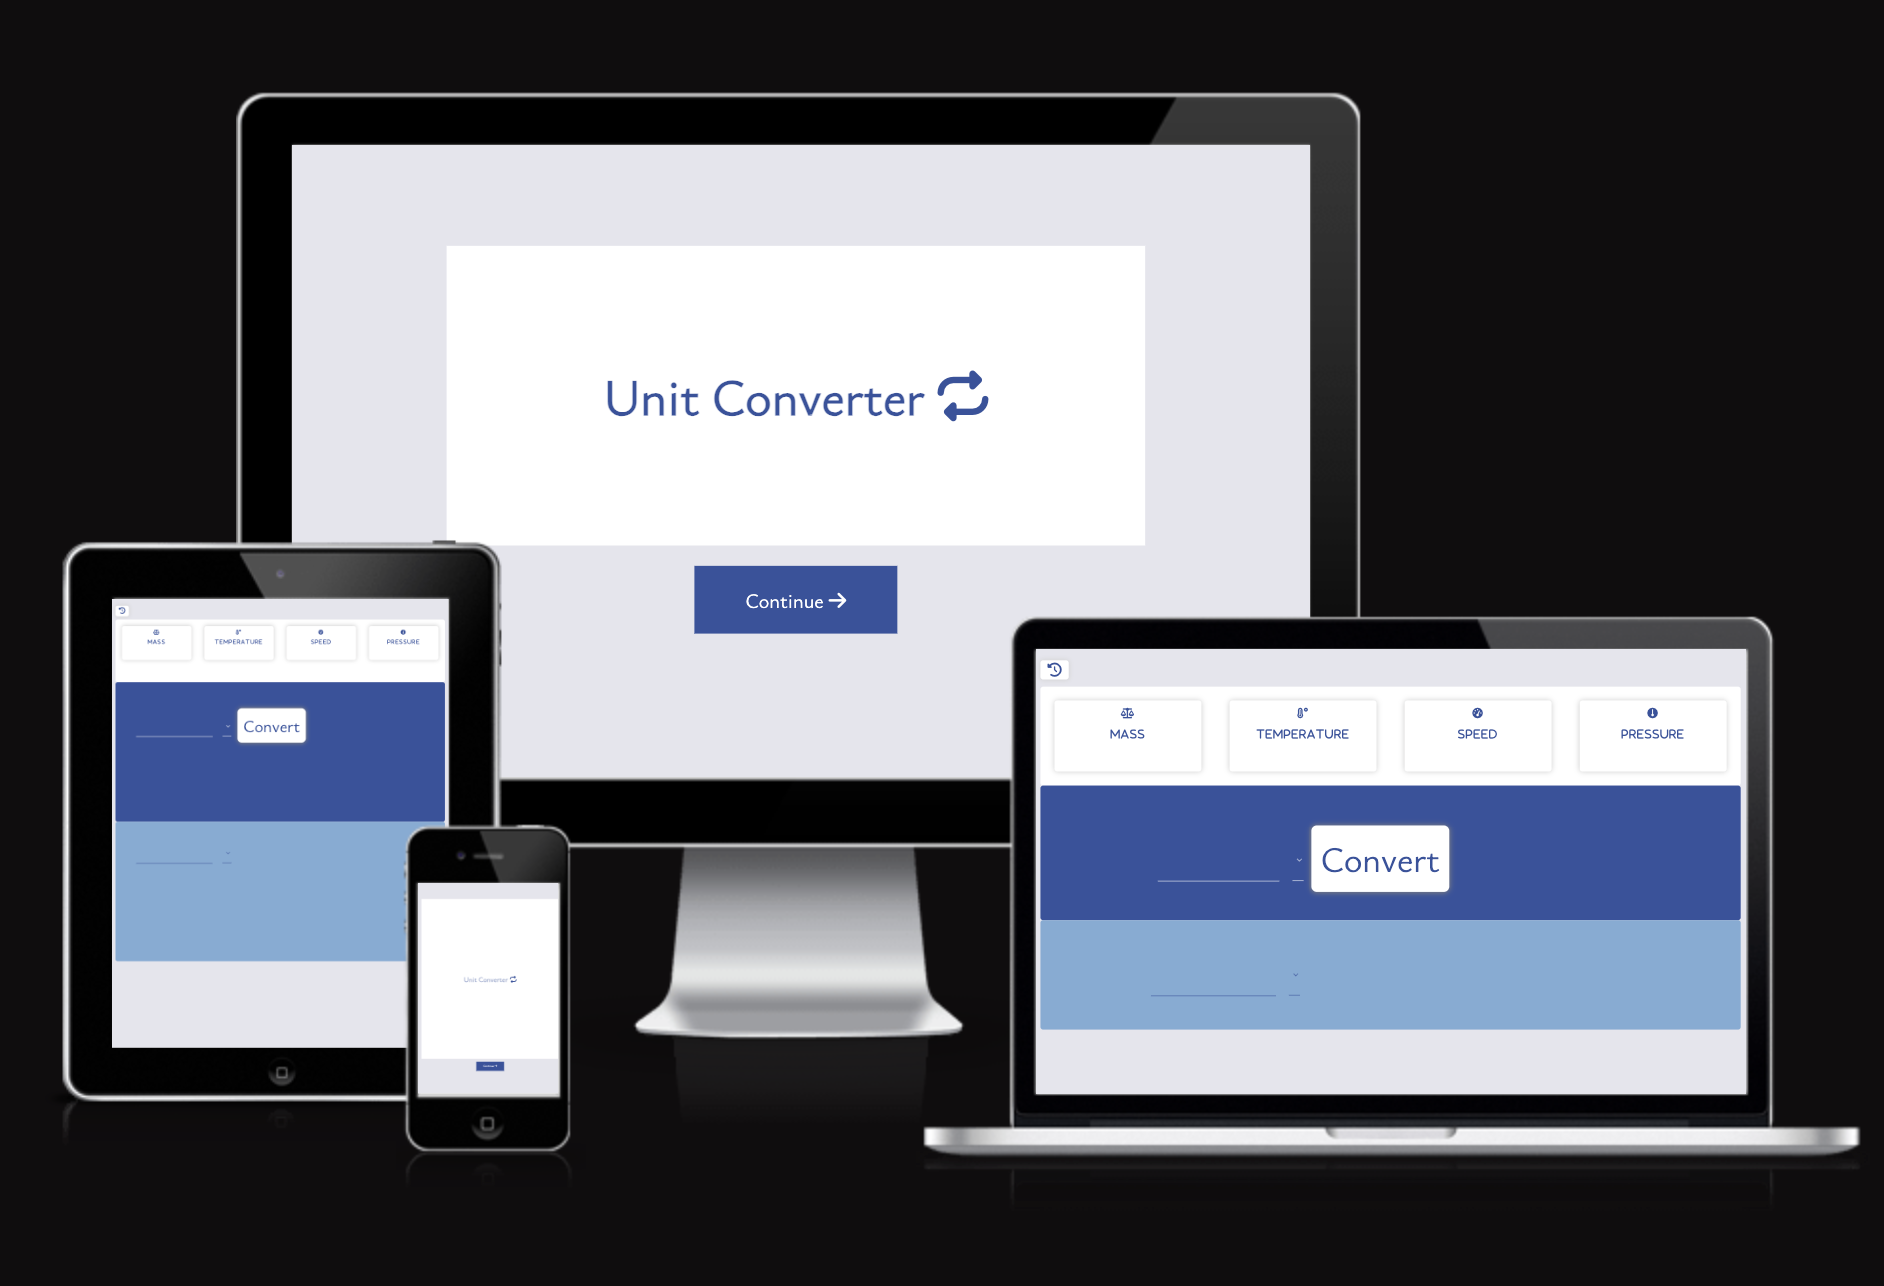 Unit Converter
Continue
MASS
TEMPERATURE
SPEED
PRESSURE
Convert
Unit Converter
MASS
TEMPERATURE
SPEED
PRESSURE
Convert